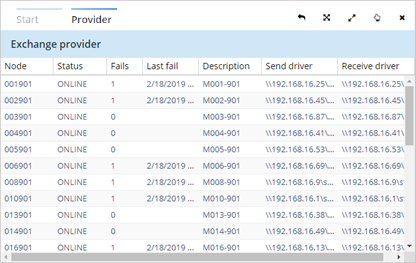 Start Provider
Exchange provider
Node Status Fails Last fail Description Send driver Receive driver
001901 ONLINE 1 2/18/2019 ... M001-901 \\192.168.16.25\... \\192.168.16.25\
002901 ONLINE 1 2/18/2019 ... M002-901 \\192.168.16.45\... \\192.168.16.45\
003901 ONLINE 0 M003-901 \\192.168.16.87\... \\192.168.16.87\
004901 ONLINE 0 M004-901 \\192.168.16.41\... \\192.168.16.41\
005901 ONLINE 0 M005-901 \\192.168.16.53\... \\192.168.16.53\
006901 ONLINE 1 2/18/2019 ... M006-901 \\192.168.16.69\... \\192.168.16.69\
008901 ONLINE 1 2/18/2019 ... M008-901 \\192.168.16.9\s... \\192.168.16.9\s
010901 ONLINE 1 2/18/2019 ... M010-901 \\192.168.16.1\s... \\192.168.16.1\s
013901 ONLINE 0 M013-901 \\192.168.16.38\... \\192.168.16.38\
014901 ONLINE 0 M014-901 \\192.168.16.49\... \\192.168.16.49\
016901 ONLINE 1 2/18/2019 ... M016-901 \\192.168.16.13\... \\192.168.16.13\